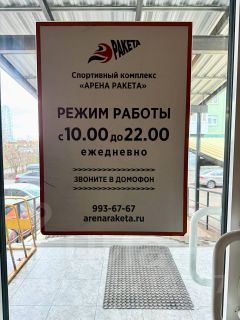 РАКЕТА
Спортивный комплекс
«АРЕНА РАКЕТА»
РЕЖИМ РАБОТЫ
с 10.00 до 22.00
ежедневно
ЗВОНИТЕ В ДОМОФОН
993-67-67
arenaraketa.ru